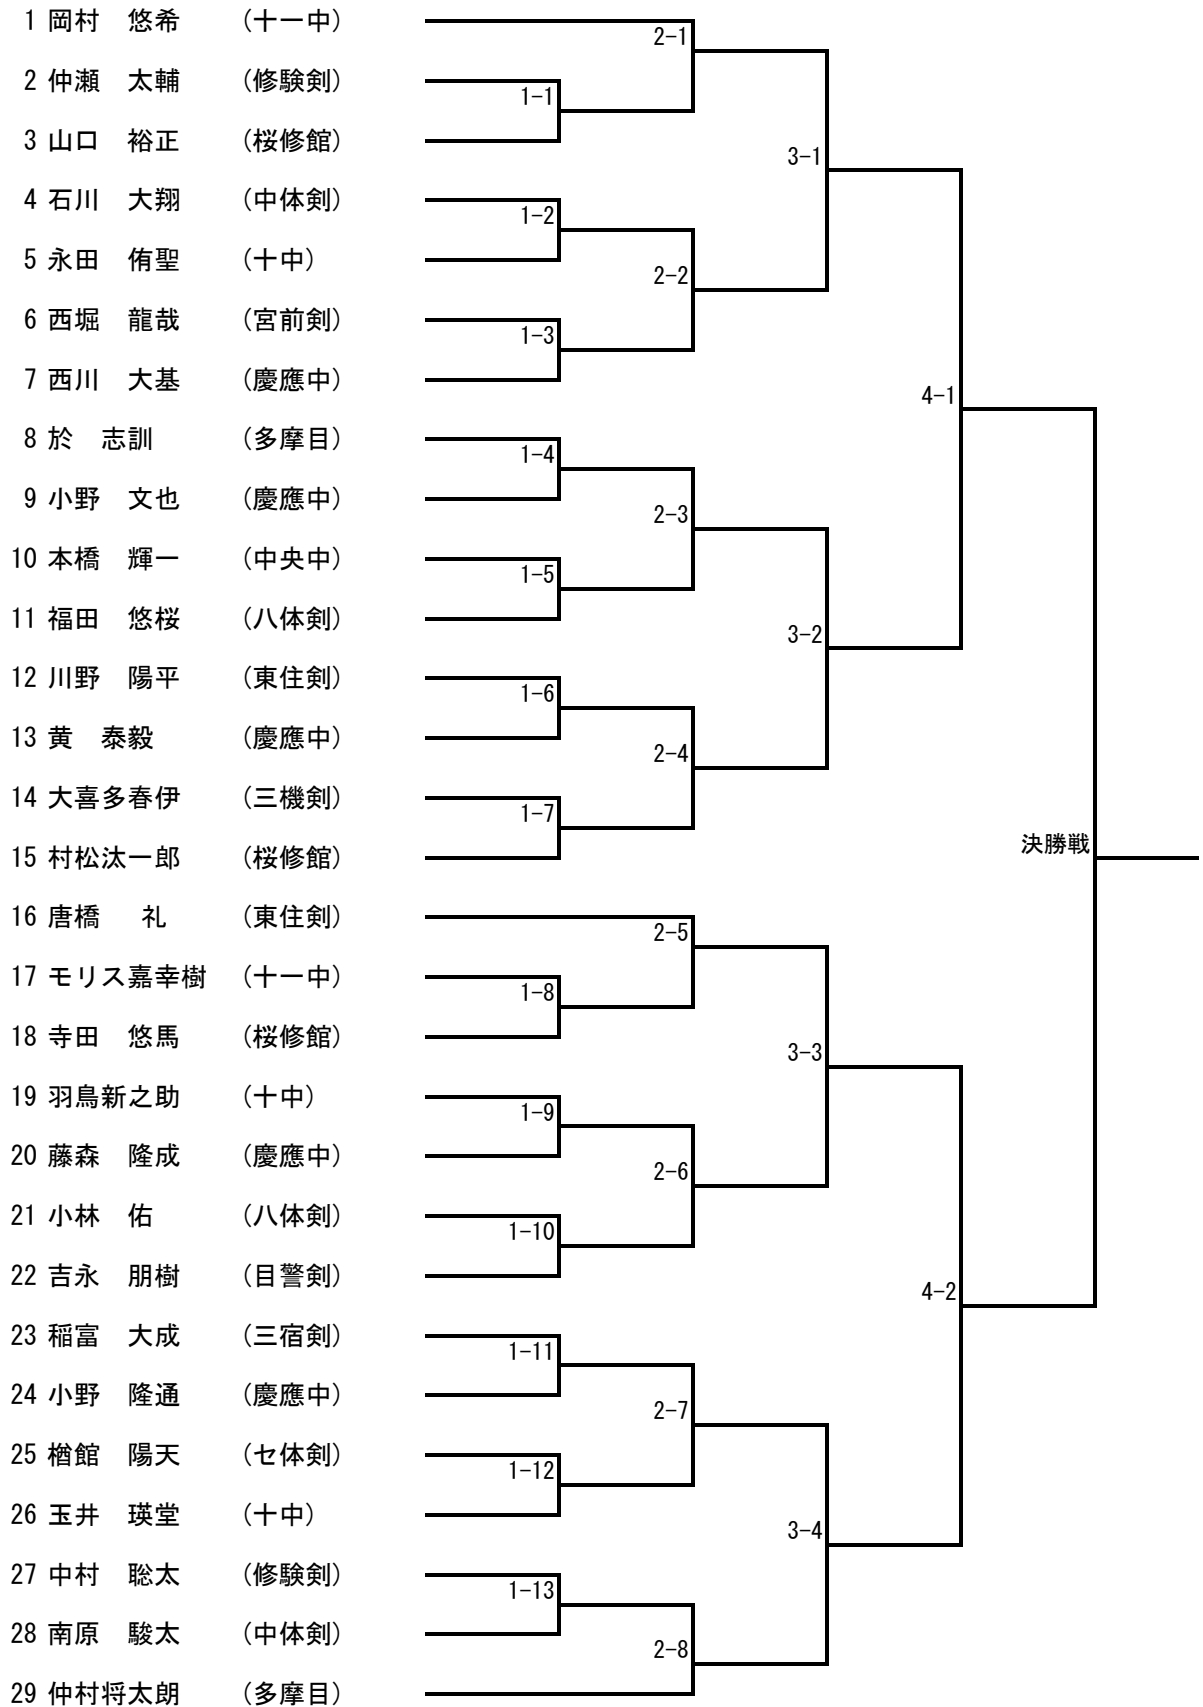 1 岡村　悠希　（十一中）
2-1
2 仲瀬　太輔　（修験剣）
1-1
3 山口　裕正　（桜修館）
3-1
4 石川　大翔　（中体剣）
1-2
5 永田　侑聖　（十中）
2-2
6 西堀　龍哉　（宮前剣）
1-3
7 西川　大基　（慶應中）
4-1
8 於　志訓　（多摩目）
1-4
9 小野　文也　（慶應中）
2-3
10 本橋　輝一　（中央中）
1-5
11 福田　悠桜　（八体剣）
3-2
12 川野　陽平　（東住剣）
1-6
13 黄　泰毅　（慶應中）
2-4
14 大喜多春伊　（三機剣）
1-7
15 村松汰一郎　（桜修館）
決勝戦
16 唐橋　礼　（東住剣）
2-5
17 モリス嘉幸樹　（十一中）
1-8
18 寺田　悠馬　（桜修館）
3-3
19 羽鳥新之助　（十中）
1-9
20 藤森　隆成　（慶應中）
2-6
21 小林　佑　（八体剣）
1-10
22 吉永　朋樹　（目警剣）
4-2
23 稲富　大成　（三宿剣）
1-11
24 小野　隆通　（慶應中）
2-7
25 楢館　陽天　（セ体剣）
1-12
26 玉井　瑛堂　（十中）
3-4
27 中村　聡太　（修験剣）
1-13
28 南原　駿太　（中体剣）
2-8
29 仲村将太朗　（多摩目）